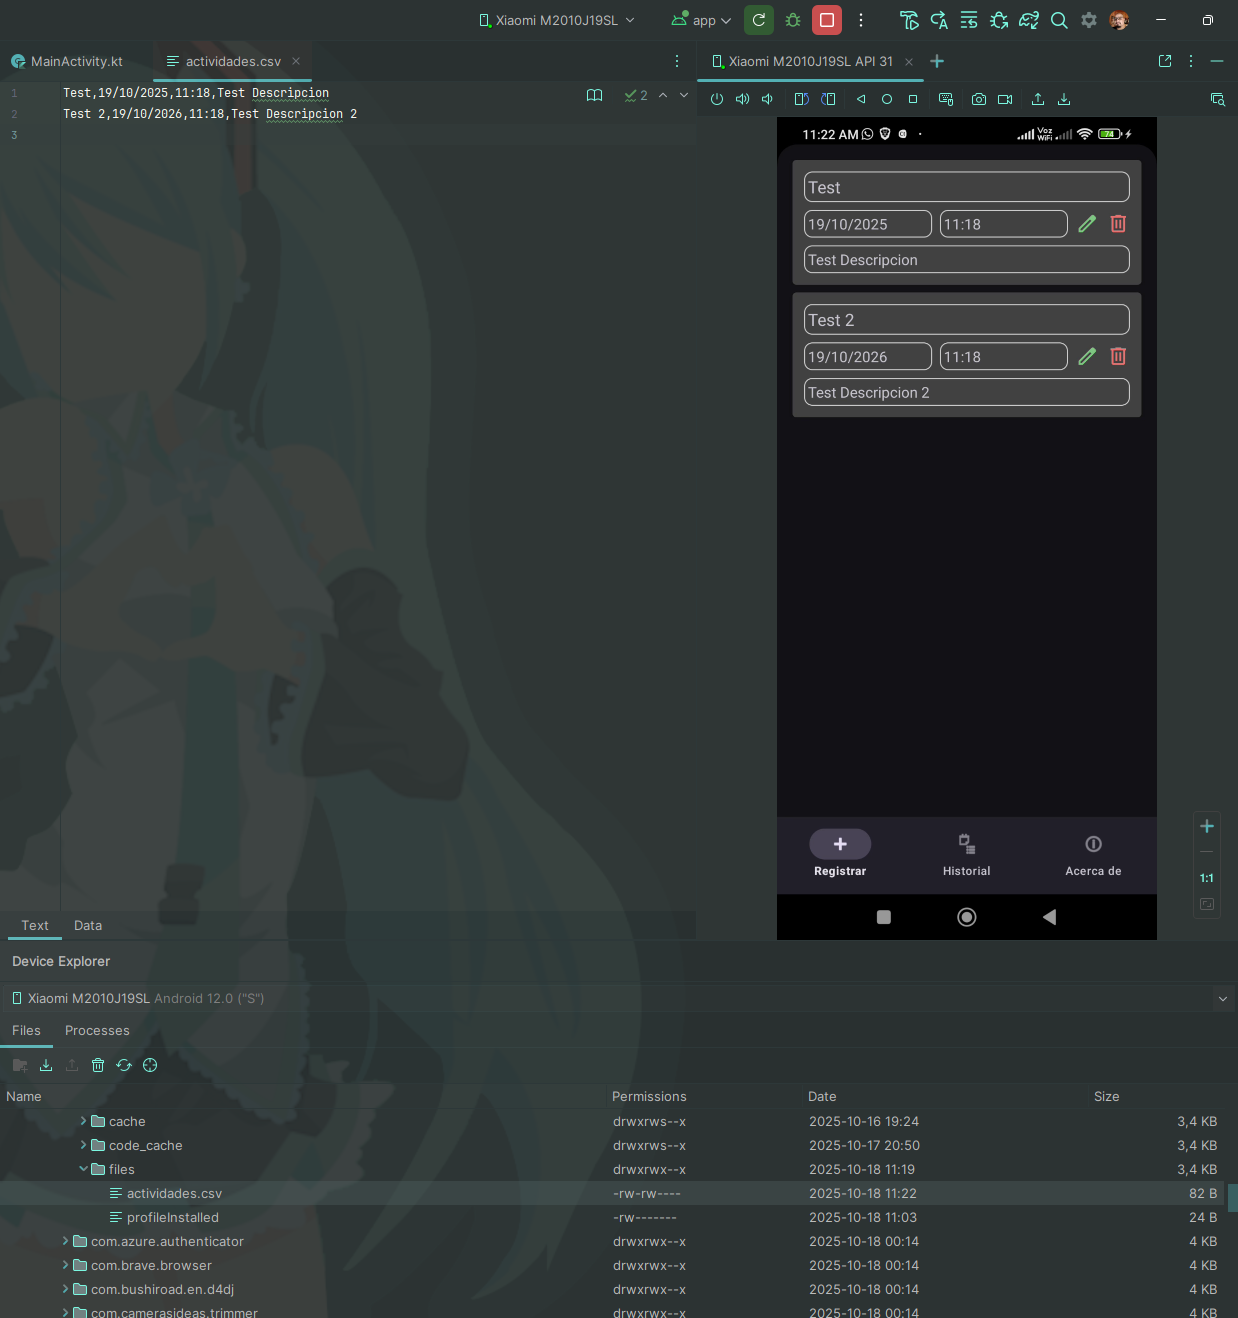 Xiaomi M2010J19SL
app
MainActivity.kt
actividades.csv
Xiaomi M2010J19SL API 31
1 Test,19/10/2025,11:18,Test Descripcion
2 Test 2,19/10/2026,11:18,Test Descripcion 2
3
2
11:22 AM
Voz
WiFi
74
Test
19/10/2025
11:18
Test Descripcion
Test 2
19/10/2026
11:18
Test Descripcion 2
Registrar
Historial
Acerca de
1:1
Text
Data
Device Explorer
Xiaomi M2010J19SL Android 12.0 ("S")
Files
Processes
Name Permissions Date Size
cache drwxrws--x 2025-10-16 19:24 3,4 KB
code_cache drwxrws--x 2025-10-17 20:50 3,4 KB
files drwxrwx--x 2025-10-18 11:19 3,4 KB
actividades.csv -rw-rw---- 2025-10-18 11:22 82 B
profileInstalled -rw------- 2025-10-18 11:03 24 B
com.azure.authenticator drwxrwx--x 2025-10-18 00:14 4 KB
com.brave.browser drwxrwx--x 2025-10-18 00:14 4 KB
com.bushiroad.en.d4dj drwxrwx--x 2025-10-18 00:14 4 KB
com.camerasideas.trimmer drwxrwx--x 2025-10-18 00:14 4 KB